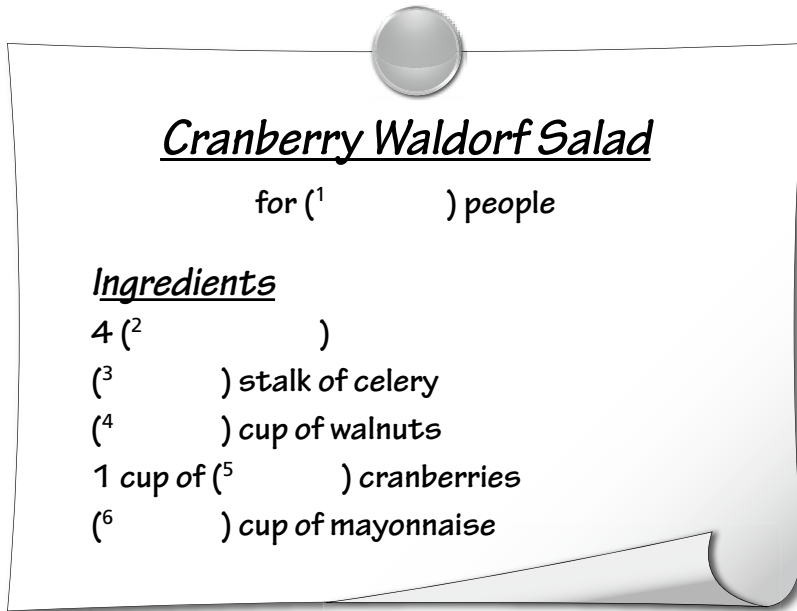 Cranberry Waldorf Salad
for (1 ) people
Ingredients
4 (2 )
(3 ) stalk of celery
(4 ) cup of walnuts
1 cup of (5 ) cranberries
(6 ) cup of mayonnaise